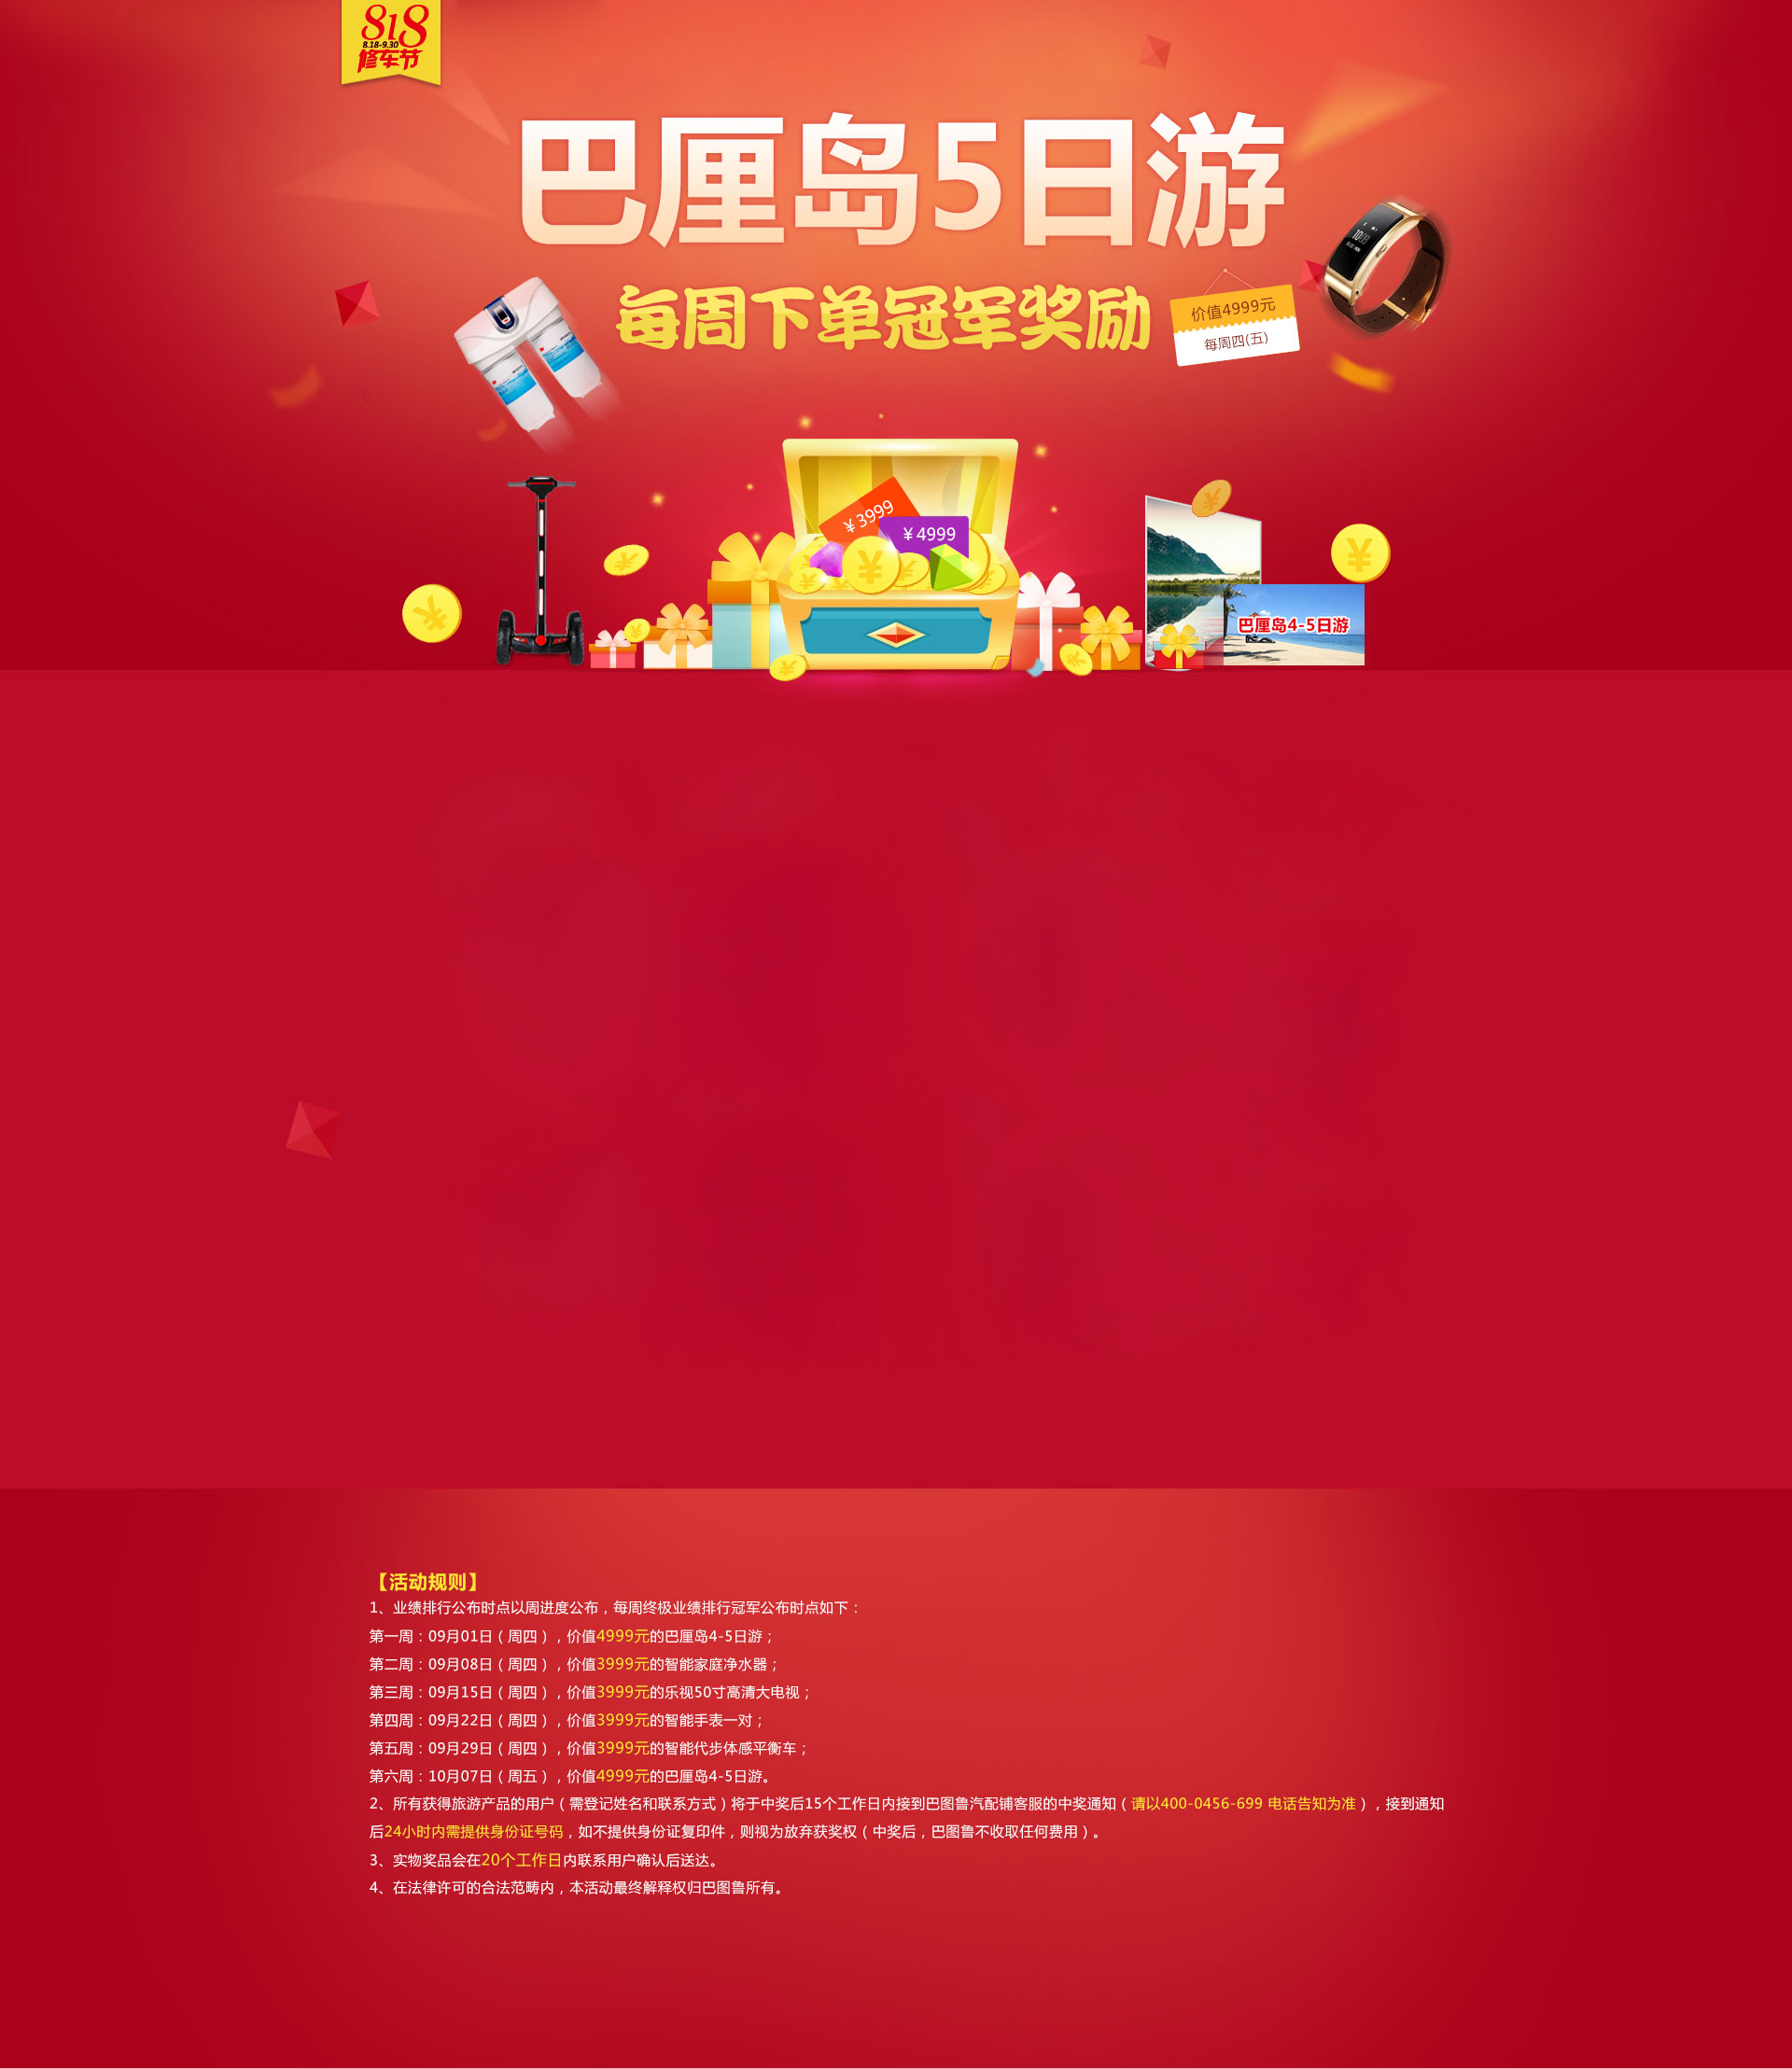 818
8.18-9.30
修车节
巴厘岛5日游
每周下单冠军奖励
价值4999元
每周四(五)
¥3999
¥4999
巴厘岛4-5日游
【活动规则】
1、业绩排行公布时点以周进度公布，每周终极业绩排行冠军公布时点如下：
第一周：09月01日（周四），价值4999元的巴厘岛4-5日游；
第二周：09月08日（周四），价值3999元的智能家庭净水器；
第三周：09月15日（周四），价值3999元的乐视50寸高清大电视；
第四周：09月22日（周四），价值3999元的智能手表一对；
第五周：09月29日（周四），价值3999元的智能代步体感平衡车；
第六周：10月07日（周五），价值4999元的巴厘岛4-5日游。
2、所有获得旅游产品的用户（需登记姓名和联系方式）将于中奖后15个工作日内接到巴图鲁汽配铺客服的中奖通知（请以400-0456-699 电话告知为准），接到通知
后24小时内需提供身份证号码，如不提供身份证复印件，则视为放弃获奖权（中奖后，巴图鲁不收取任何费用）。
3、实物奖品会在20个工作日内联系用户确认后送达。
4、在法律许可的合法范畴内，本活动最终解释权归巴图鲁所有。